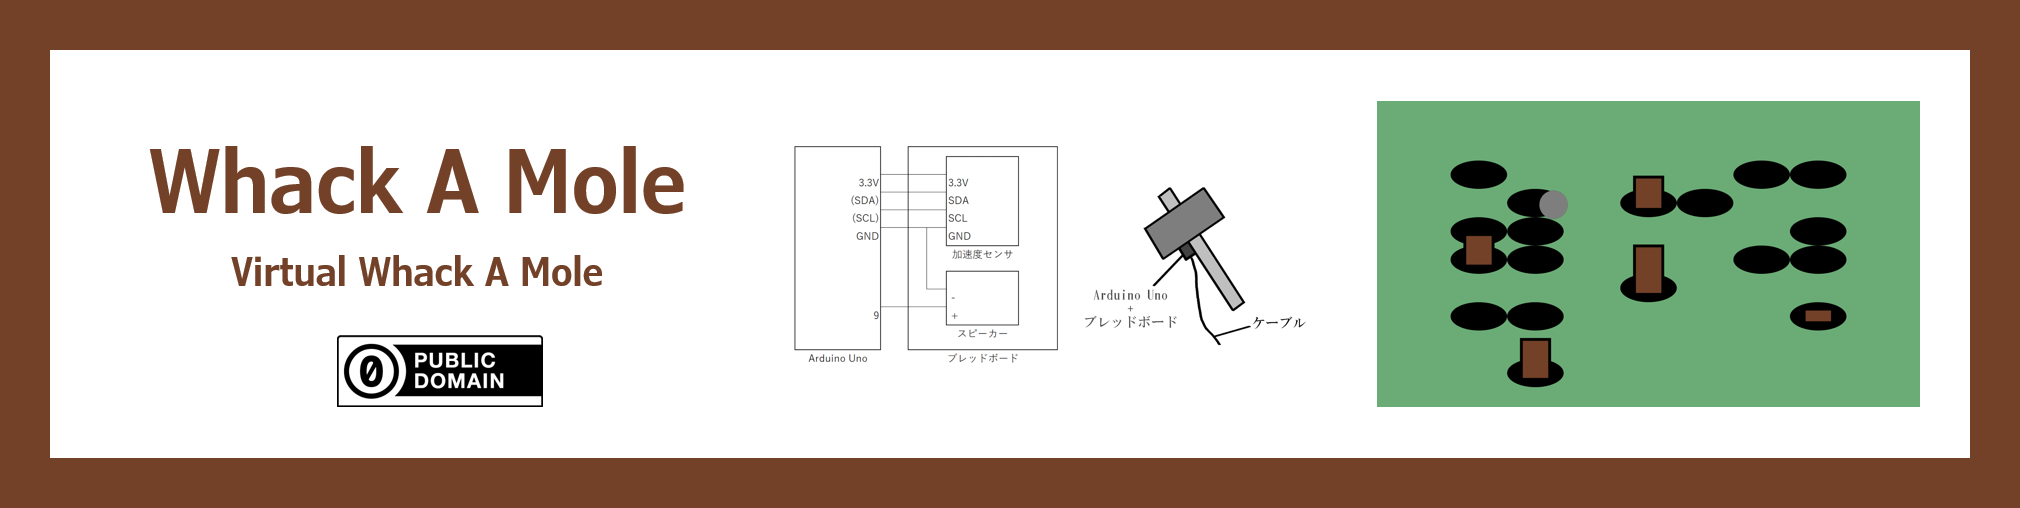 Whack A Mole
Virtual Whack A Mole
0 PUBLIC
DOMAIN
3.3V
(SDA)
(SCL)
GND
9
Arduino Uno
3.3V
SDA
SCL
GND
加速度センサ
-
+
スピーカー
ブレッドボード
Arduino Uno
+
ブレッドボード
ケーブル